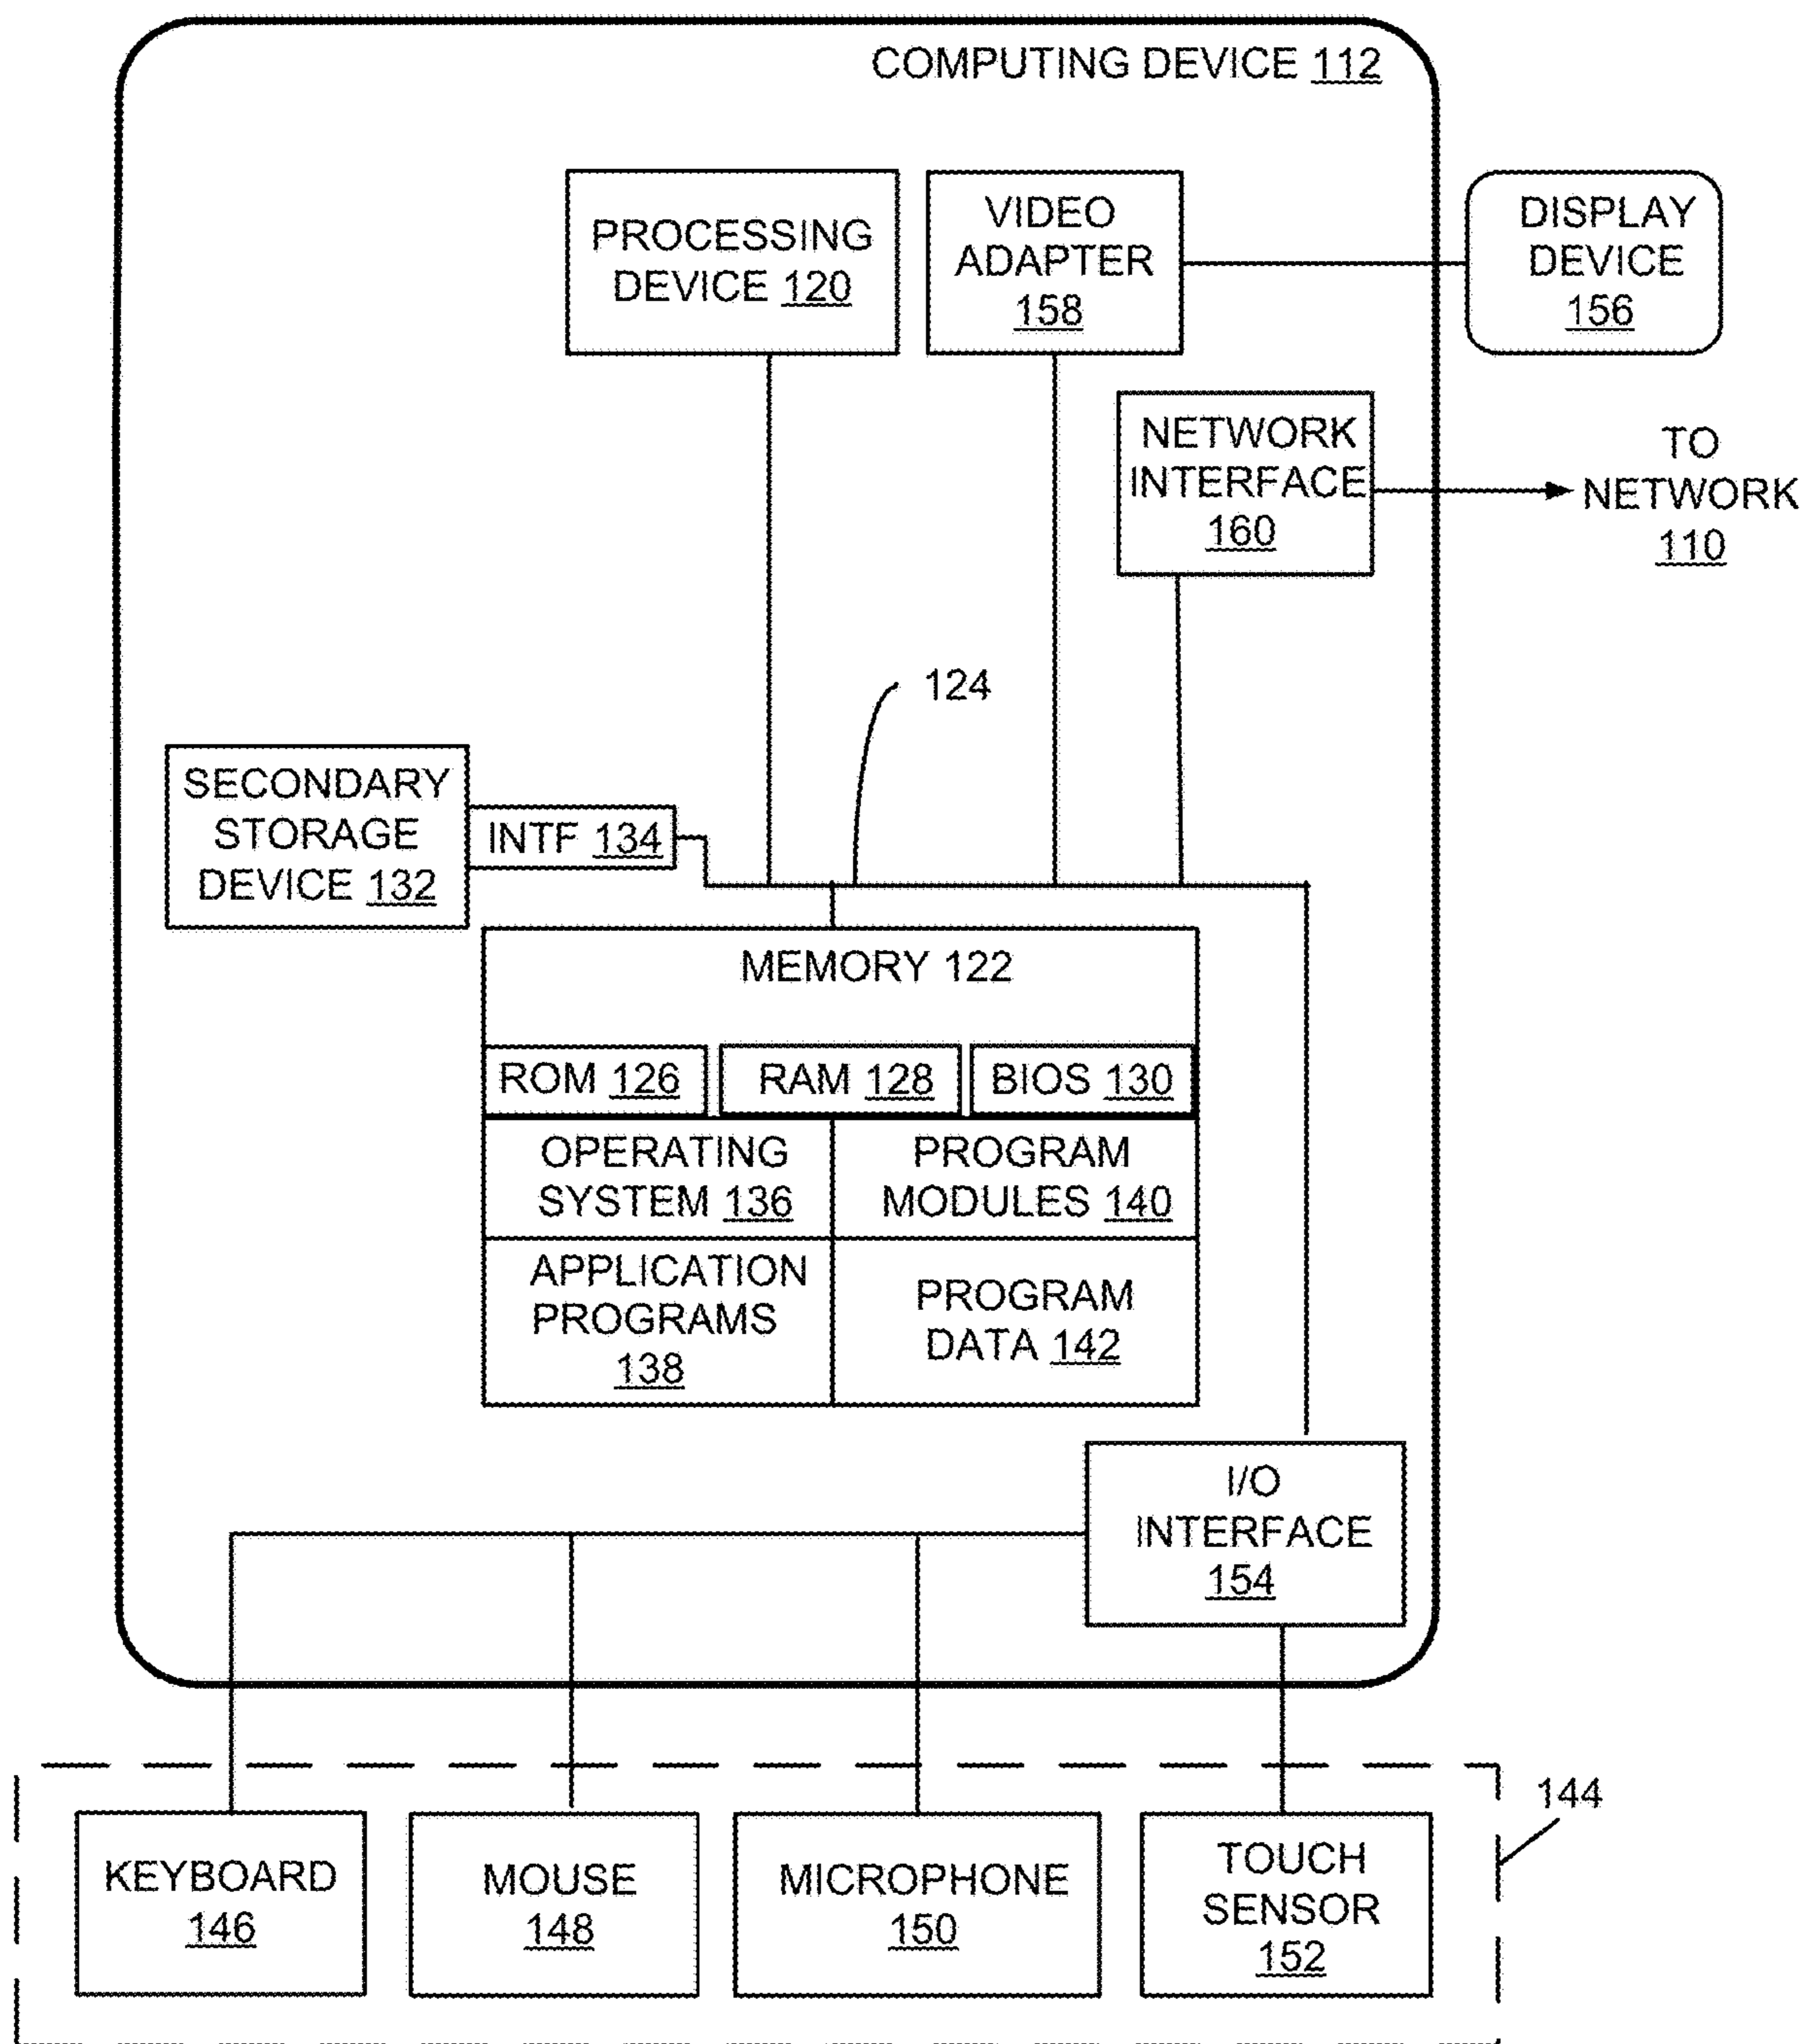 COMPUTING DEVICE 112
PROCESSING
DEVICE 120
VIDEO
ADAPTER
158
DISPLAY
DEVICE
156
NETWORK
INTERFACE
160
TO
NETWORK
110
124
SECONDARY
STORAGE
DEVICE 132
INTF 134
MEMORY 122
ROM 126
RAM 128
BIOS 130
OPERATING
SYSTEM 136
PROGRAM
MODULES 140
APPLICATION
PROGRAMS
138
PROGRAM
DATA 142
I/O
INTERFACE
154
144
KEYBOARD
146
MOUSE
148
MICROPHONE
150
TOUCH
SENSOR
152